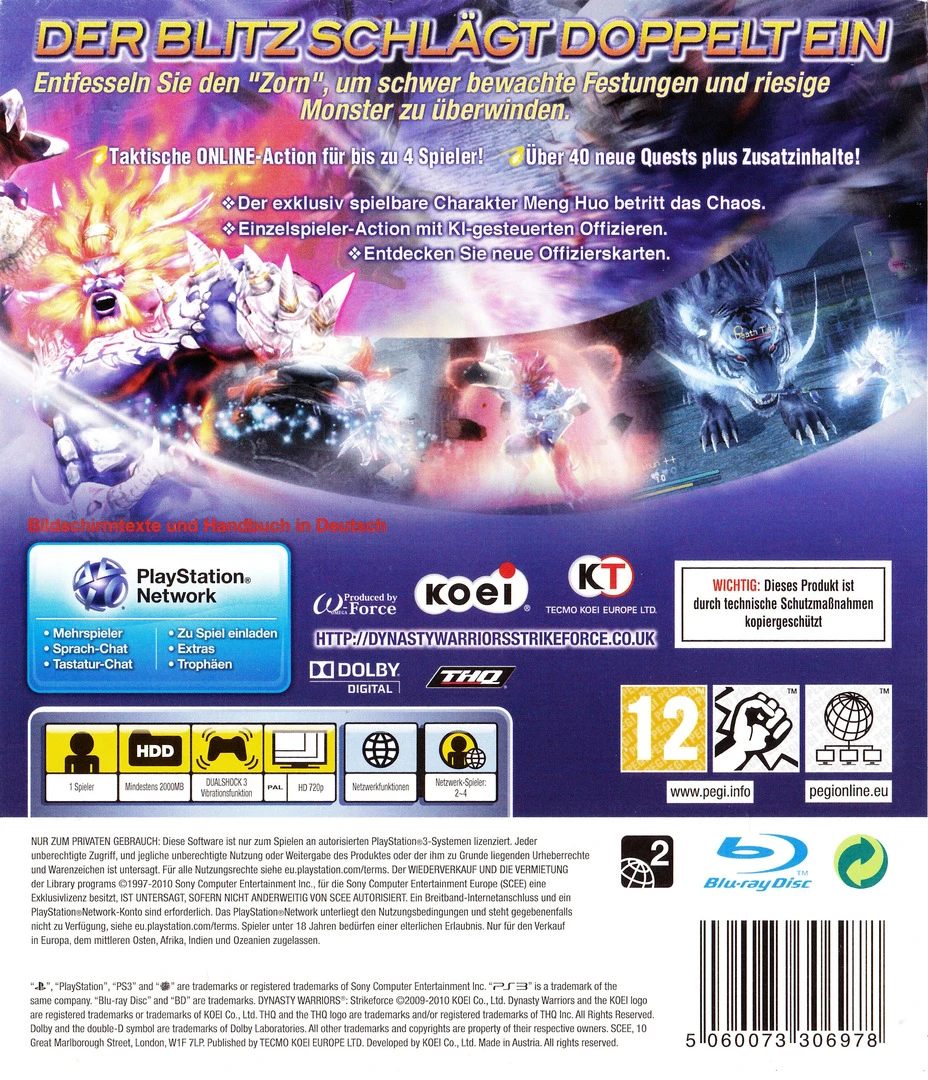 DER BLITZ SCHLÄGT DOPPELT EIN
Entfesseln Sie den "Zorn", um schwer bewachte Festungen und riesige
Monster zu überwinden.
Taktische ONLINE-Action für bis zu 4 Spieler! Über 40 neue Quests plus Zusatzinhalte!
❖Der exklusiv spielbare Charakter Meng Huo betritt das Chaos.
❖Einzelspieler-Action mit KI-gesteuerten Offizieren.
❖Entdecken Sie neue Offizierskarten.
Bildschirmtexte und Handbuch in Deutsch
PlayStation®
Network
• Mehrspieler
• Sprach-Chat
• Tastatur-Chat
• Zu Spiel einladen
• Extras
• Trophäen
Produced by
ω-Force
OMEGA
KOEI®
KT
TECMO KOEI EUROPE LTD.
HTTP://DYNASTYWARRIORSSTRIKEFORCE.CO.UK
DOLBY
DIGITAL
THQ®
WICHTIG: Dieses Produkt ist
durch technische Schutzmaßnahmen
kopiergeschützt
12
www.pegi.info
pegionline.eu
HDD
1 Spieler
Mindestens 2000MB
DUALSHOCK 3
Vibrationsfunktion
PAL
HD 720p
Netzwerkfunktionen
Netzwerk-Spieler:
2~4
NUR ZUM PRIVATEN GEBRAUCH: Diese Software ist nur zum Spielen an autorisierten PlayStation®3-Systemen lizenziert. Jeder
unberechtigte Zugriff, und jegliche unberechtigte Nutzung oder Weitergabe des Produktes oder der ihm zu Grunde liegenden Urheberrechte
und Warenzeichen ist untersagt. Für alle Nutzungsrechte siehe eu.playstation.com/terms. Der WIEDERVERKAUF UND DIE VERMIETUNG
der Library programs ©1997-2010 Sony Computer Entertainment Inc., für die Sony Computer Entertainment Europe (SCEE) eine
Exklusivlizenz besitzt, IST UNTERSAGT, SOFERN NICHT ANDERWEITIG VON SCEE AUTORISIERT. Ein Breitband-Internetanschluss und ein
PlayStation®Network-Konto sind erforderlich. Das PlayStation®Network unterliegt den Nutzungsbedingungen und steht gegebenenfalls
nicht zu Verfügung, siehe eu.playstation.com/terms. Spieler unter 18 Jahren bedürfen einer elterlichen Erlaubnis. Nur für den Verkauf
in Europa, dem mittleren Osten, Afrika, Indien und Ozeanien zugelassen.
2
Blu-ray Disc™
"", "PlayStation", "PS3" and "" are trademarks or registered trademarks of Sony Computer Entertainment Inc. "PS3" is a trademark of the
same company. "Blu-ray Disc" and "BD" are trademarks. DYNASTY WARRIORS®: Strikeforce ©2009-2010 KOEI Co., Ltd. Dynasty Warriors and the KOEI logo
are registered trademarks or trademarks of KOEI Co., Ltd. THQ and the THQ logo are trademarks and/or registered trademarks of THQ Inc. All Rights Reserved.
Dolby and the double-D symbol are trademarks of Dolby Laboratories. All other trademarks and copyrights are property of their respective owners. SCEE, 10
Great Marlborough Street, London, W1F 7LP. Published by TECMO KOEI EUROPE LTD. Developed by KOEI Co., Ltd. Made in Austria. All rights reserved.
5 060073 306978